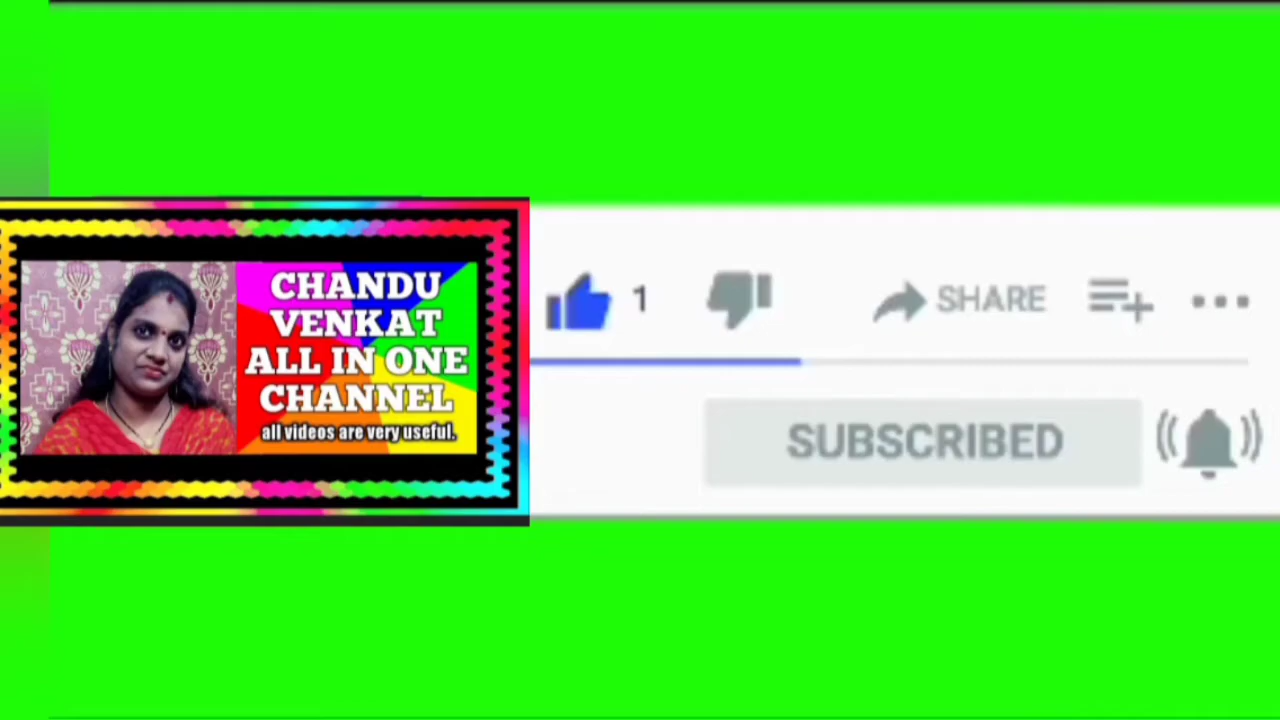 CHANDU
VENKAT
ALL IN ONE
CHANNEL
all videos are very useful.
1
SHARE
SUBSCRIBED